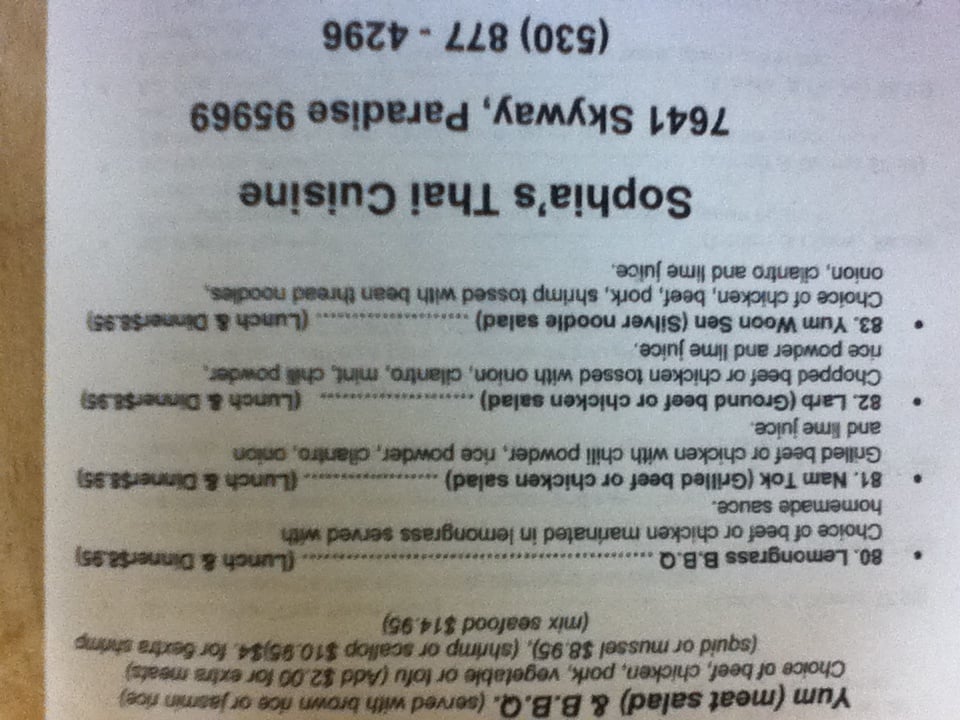 Yum (meat salad) & B.B.Q. (served with brown rice or jasmin rice)
Choice of beef, chicken, pork, vegetable or tofu (Add $2.00 for extra meats)
(squid or mussel $8.95), (shrimp or scallop $10.95)$4. for 5extra shrimp
(mix seafood $14.95)
• 80. Lemongrass B.B.Q ........................................................ (Lunch & Dinner$8.95)
Choice of beef or chicken marinated in lemongrass served with
homemade sauce.
• 81. Nam Tok (Grilled beef or chicken salad) ...................... (Lunch & Dinner$8.95)
Grilled beef or chicken with chili powder, rice powder, cilantro, onion
and lime juice.
• 82. Larb (Ground beef or chicken salad) ......................... (Lunch & Dinner$8.95)
Chopped beef or chicken tossed with onion, cilantro, mint, chili powder,
rice powder and lime juice.
• 83. Yum Woon Sen (Silver noodle salad) ......................... (Lunch & Dinner$8.95)
Choice of chicken, beef, pork, shrimp tossed with bean thread noodles,
onion, cilantro and lime juice.
Sophia's Thai Cuisine
7641 Skyway, Paradise 95969
(530) 877 - 4296